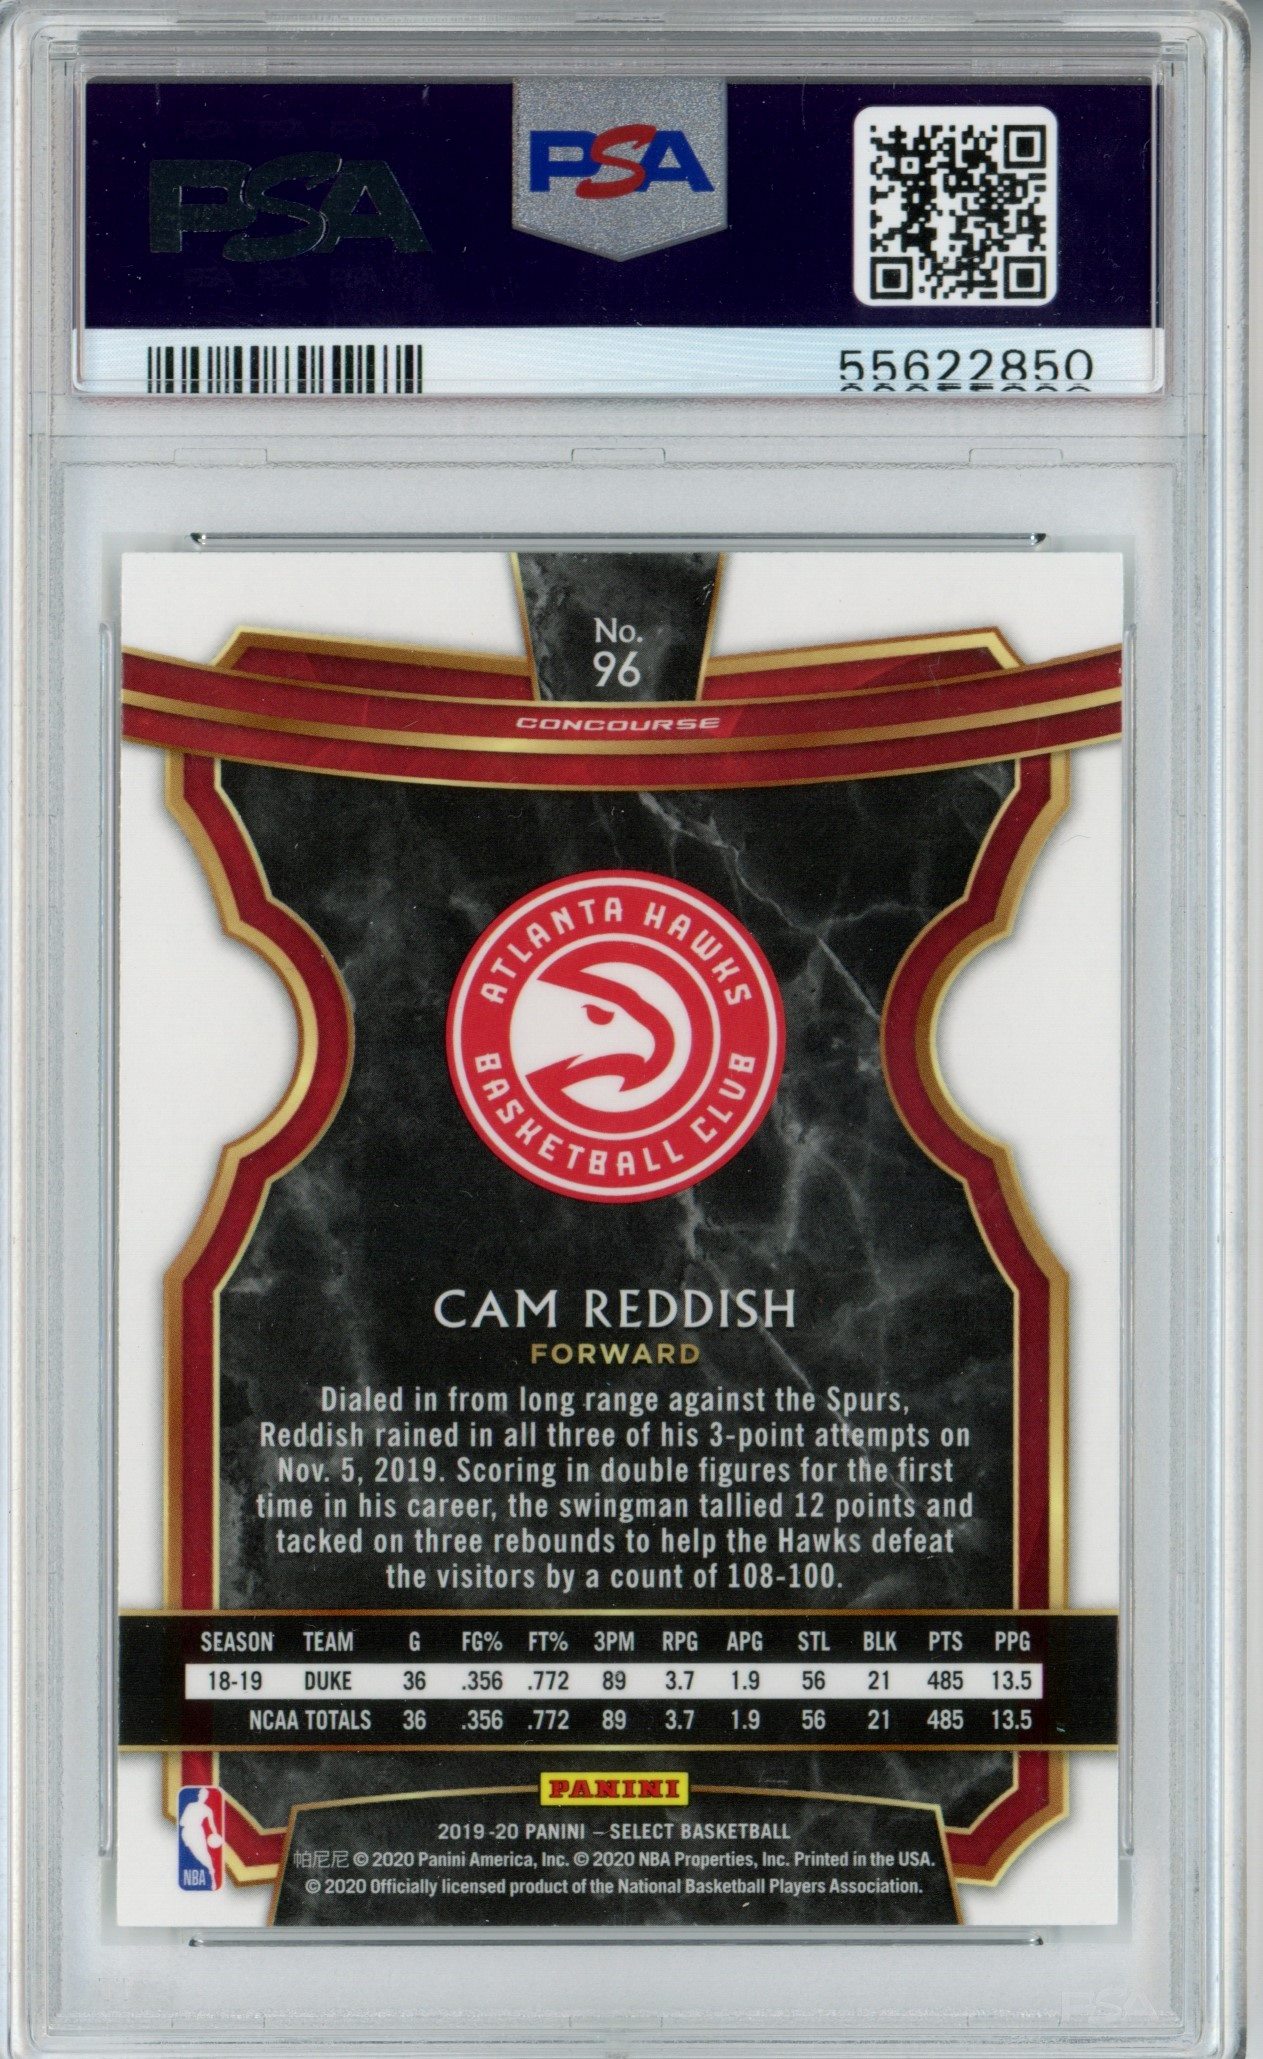 PSA
PSA
55622850
No.
96
CONCOURSE
ATLANTA HAWKS
BASKETBALL CLUB
CAM REDDISH
FORWARD
Dialed in from long range against the Spurs,
Reddish rained in all three of his 3-point attempts on
Nov. 5, 2019. Scoring in double figures for the first
time in his career, the swingman tallied 12 points and
tacked on three rebounds to help the Hawks defeat
the visitors by a count of 108-100.
SEASON TEAM G FG% FT% 3PM RPG APG STL BLK PTS PPG
18-19 DUKE 36 .356 .772 89 3.7 1.9 56 21 485 13.5
NCAA TOTALS 36 .356 .772 89 3.7 1.9 56 21 485 13.5
PANINI
2019-20 PANINI – SELECT BASKETBALL
帕尼尼 © 2020 Panini America, Inc. © 2020 NBA Properties, Inc. Printed in the USA.
© 2020 Officially licensed product of the National Basketball Players Association.
NBA
PSA